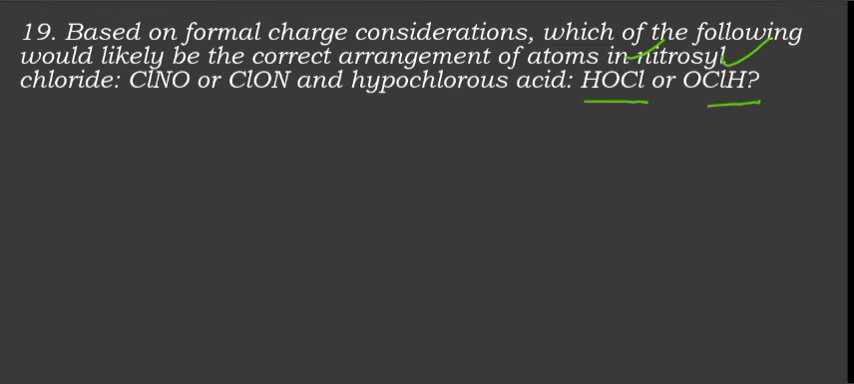 19. Based on formal charge considerations, which of the following
would likely be the correct arrangement of atoms in nitrosyl
chloride: ClNO or ClON and hypochlorous acid: HOCl or OClH?